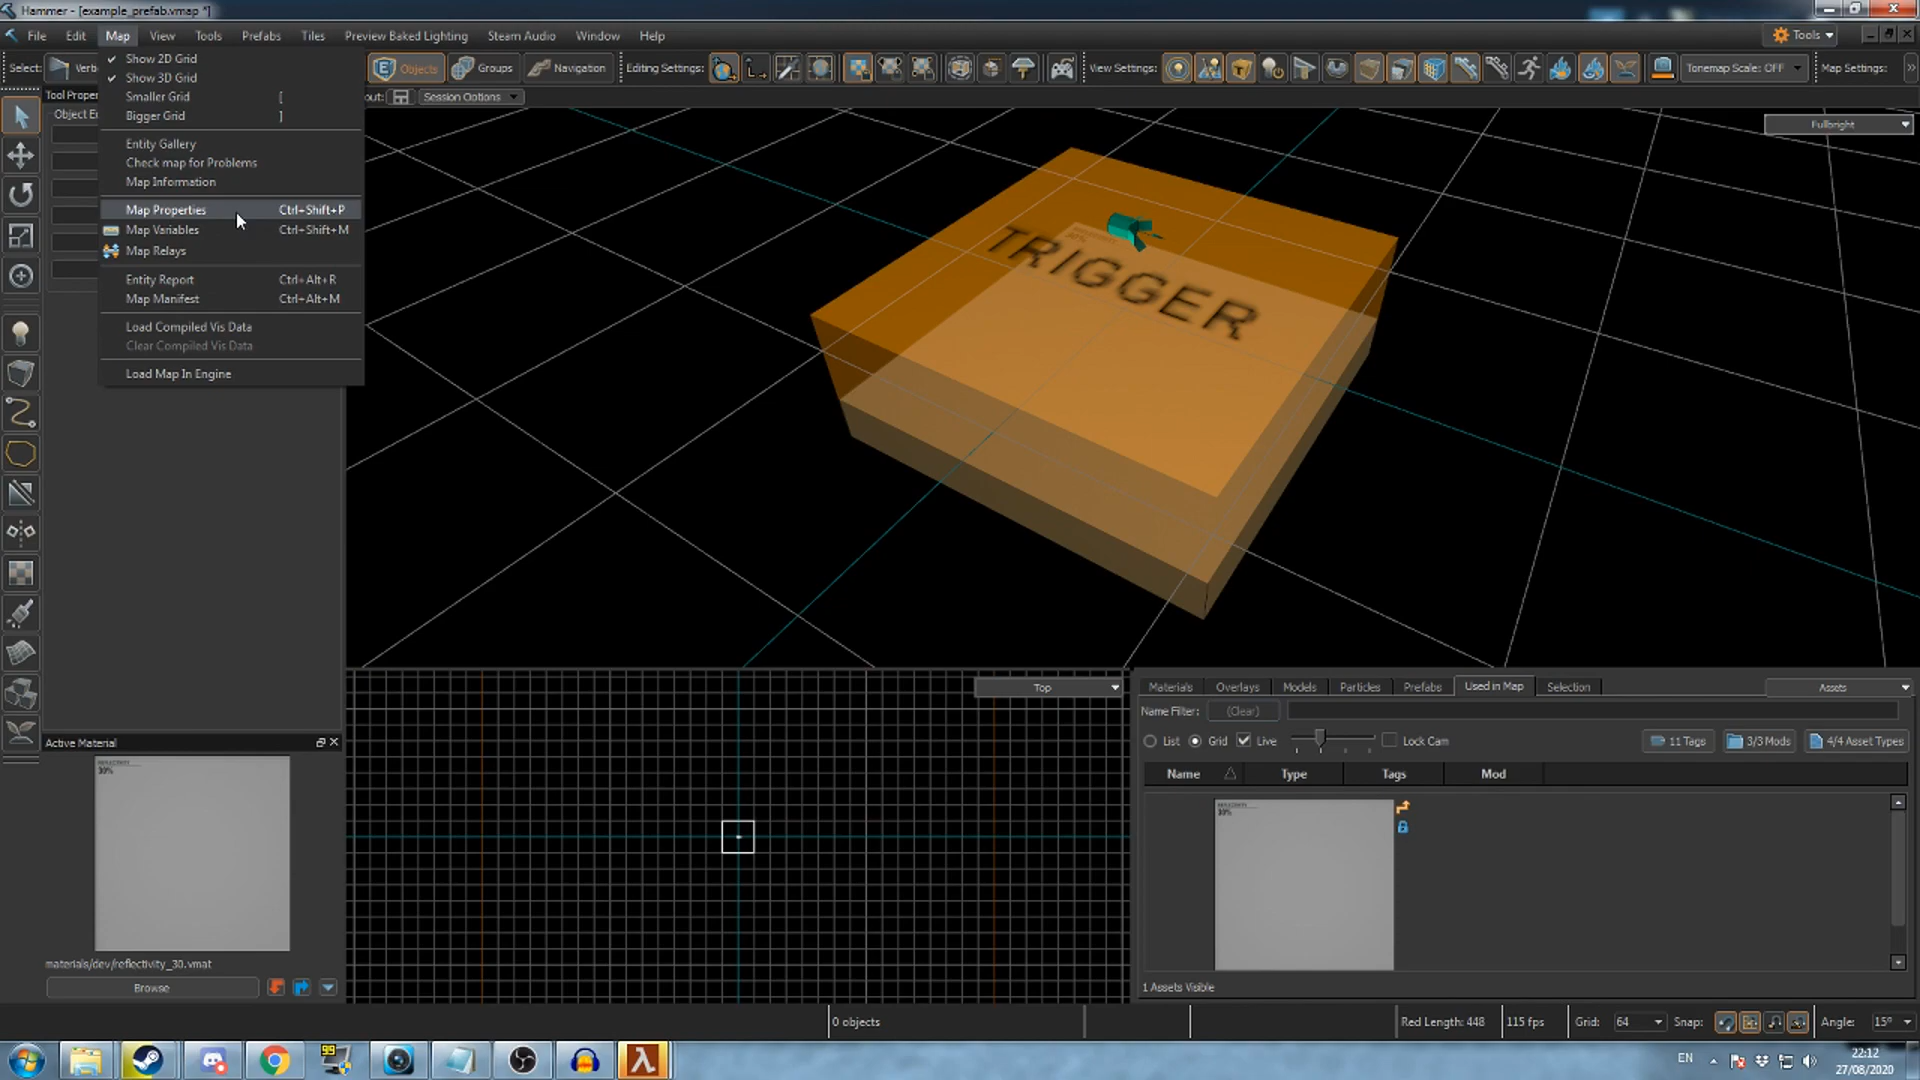 Hammer - [example_prefab.vmap *]
File Edit Map View Tools Prefabs Tiles Preview Baked Lighting Steam Audio Window Help
Tools
Select: Verti
Objects Groups Navigation Editing Settings: View Settings: Tonemap Scale: OFF Map Settings: »
Tool Proper
out: Session Options
Object E
Show 2D Grid
Show 3D Grid
Smaller Grid [
Bigger Grid ]
Entity Gallery
Check map for Problems
Map Information
Map Properties Ctrl+Shift+P
Map Variables Ctrl+Shift+M
Map Relays
Entity Report Ctrl+Alt+R
Map Manifest Ctrl+Alt+M
Load Compiled Vis Data
Clear Compiled Vis Data
Load Map In Engine
Fullbright
TRIGGER
Top
Materials Overlays Models Particles Prefabs Used in Map Selection Assets
Name Filter: (Clear)
List Grid Live Lock Cam 11 Tags 3/3 Mods 4/4 Asset Types
Name Type Tags Mod
30%
1 Assets Visible
Active Material
30%
materials/dev/reflectivity_30.vmat
Browse
0 objects Red Length: 448 115 fps Grid: 64 Snap: Angle: 15°
99
EN
22:12
27/08/2020